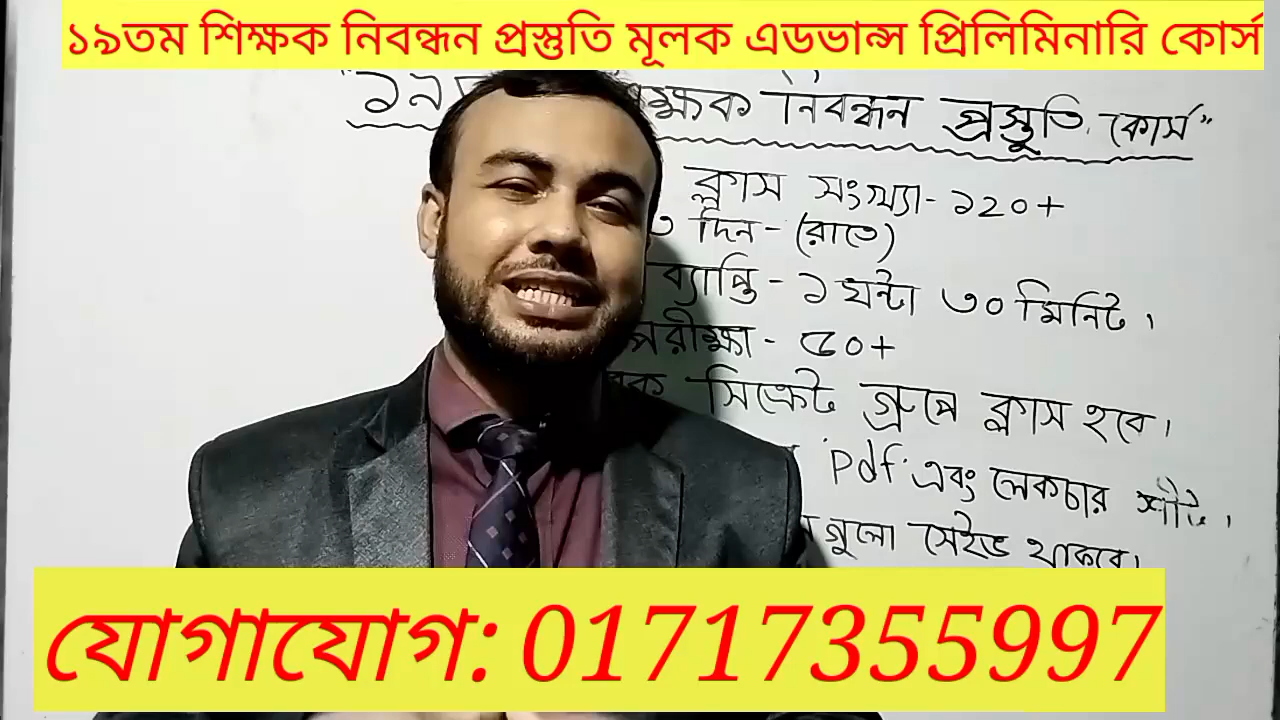 ১৯তম শিক্ষক নিবন্ধন প্রস্তুতি মূলক এডভান্স প্রিলিমিনারি কোর্স
নিবন্ধন প্রস্তুতি কোর্স"
ক্লাস সংখ্যা- ১২০+
দিন - (রাতে)
ব্যাপ্তি - ১ ঘন্টা ৩০ মিনিট।
পরীক্ষা - ৫০+
সিক্রেট গ্রুপে ক্লাস হবে।
Pdf এবং লেকচার শীট।
গুলো সেইভ থাকবে।
যোগাযোগ: 01717355997